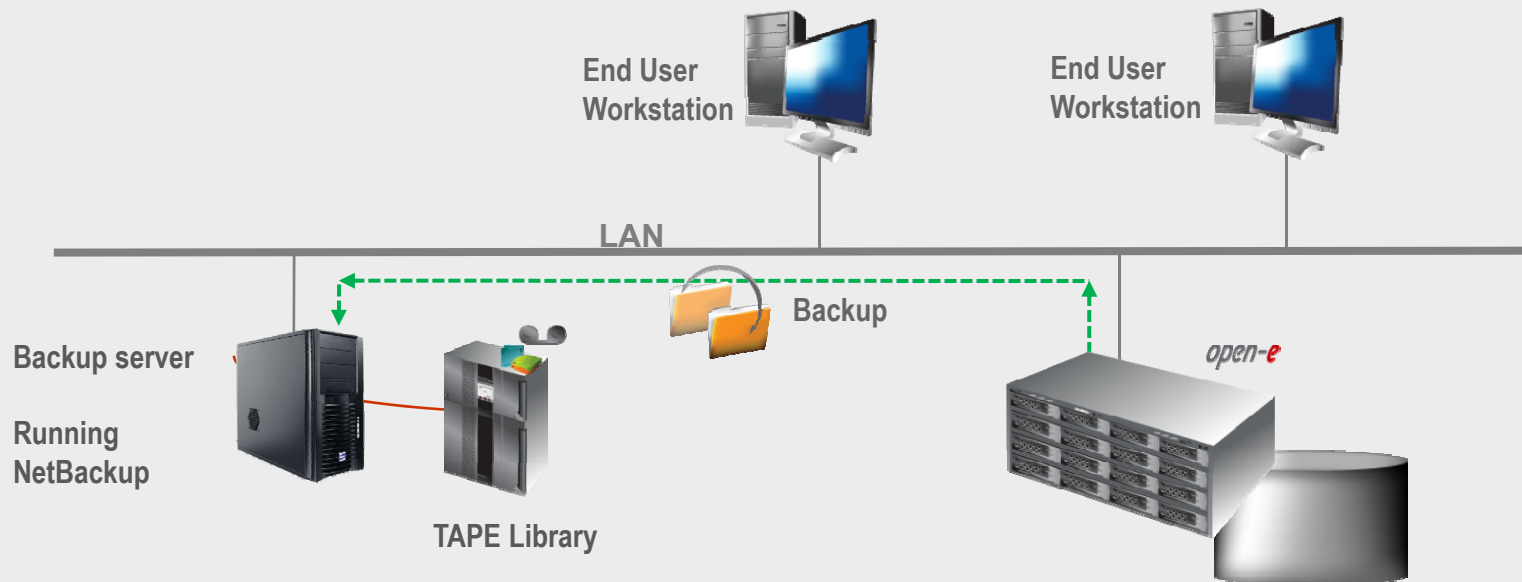 End User
Workstation
End User
Workstation
LAN
Backup
open-e
Backup server
Running
NetBackup
TAPE Library